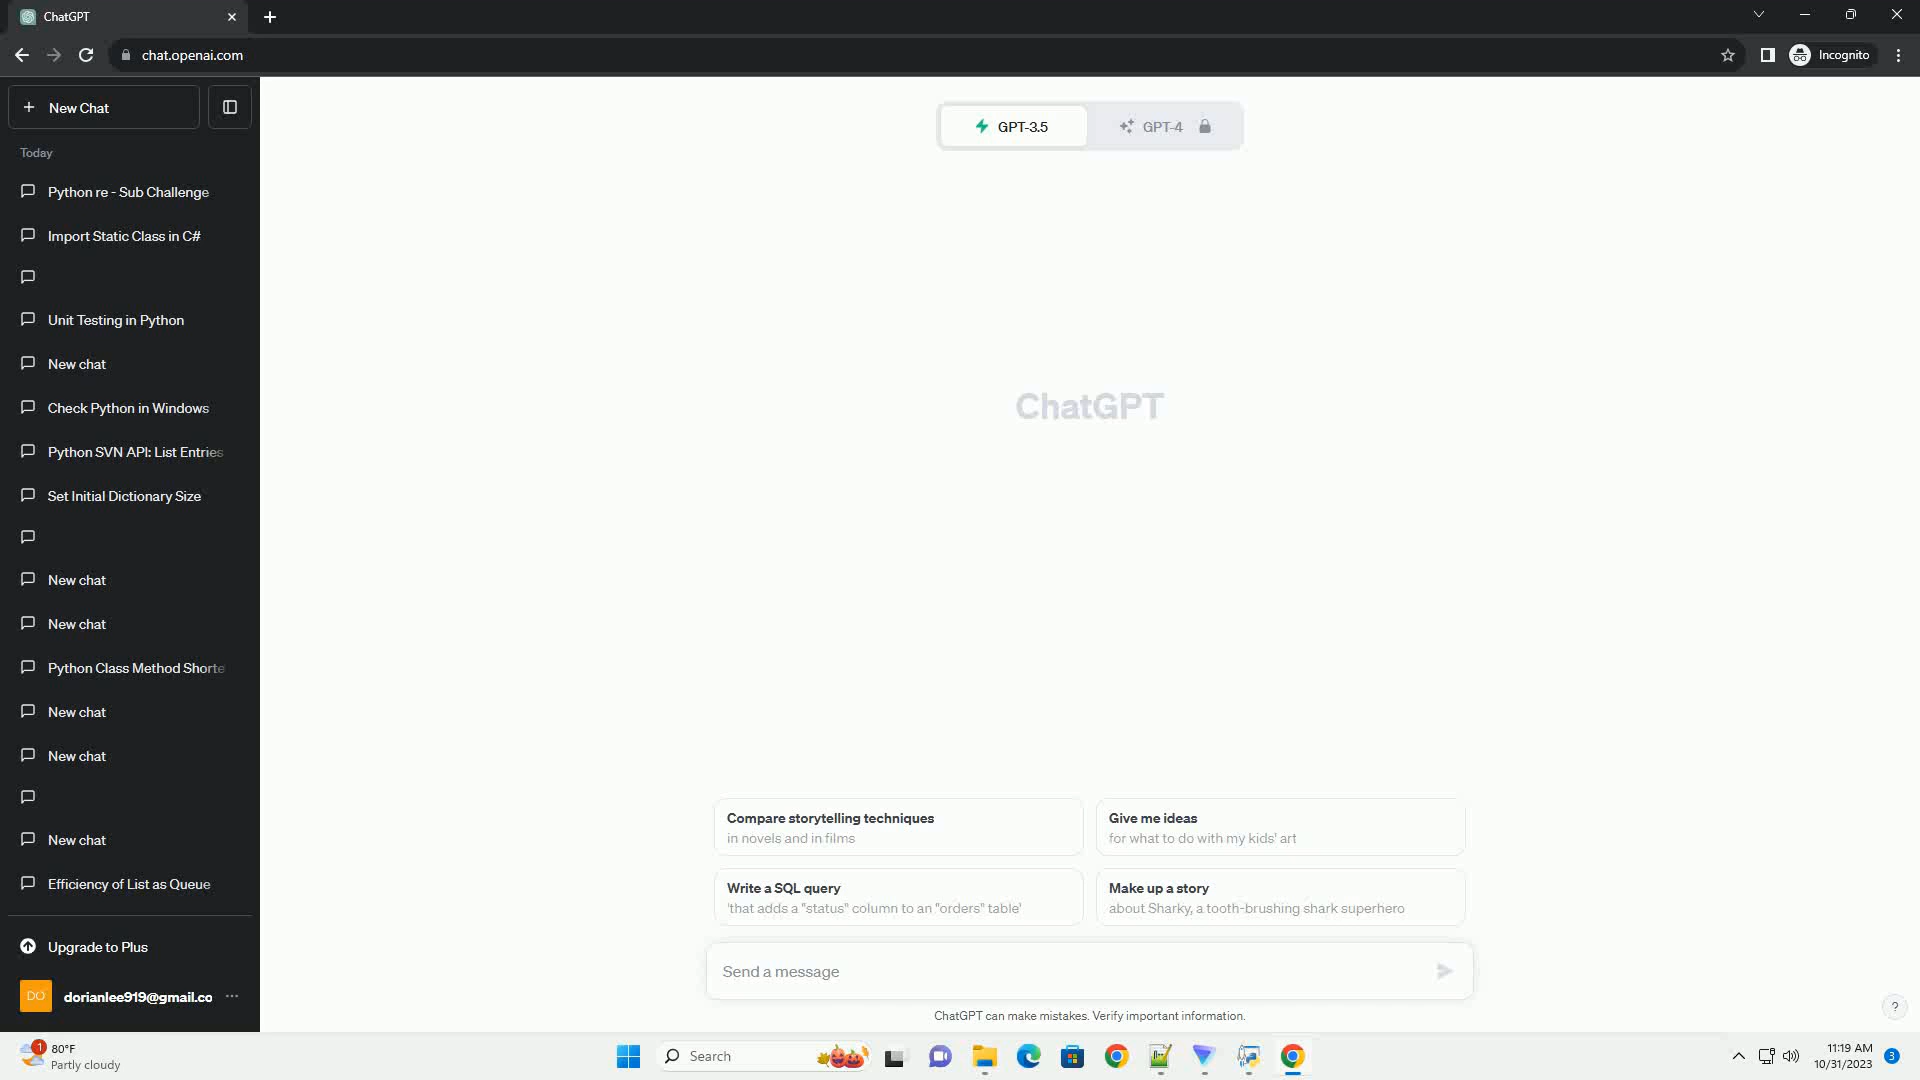 ChatGPT
chat.openai.com
Incognito
New Chat
Today
Python re - Sub Challenge
Import Static Class in C#
Unit Testing in Python
New chat
Check Python in Windows
Python SVN API: List Entries
Set Initial Dictionary Size
New chat
New chat
Python Class Method Shorte
New chat
New chat
New chat
Efficiency of List as Queue
Upgrade to Plus
DO
dorianlee919@gmail.co
GPT-3.5
GPT-4
ChatGPT
Compare storytelling techniques
in novels and in films
Give me ideas
for what to do with my kids' art
Write a SQL query
'that adds a "status" column to an "orders" table'
Make up a story
about Sharky, a tooth-brushing shark superhero
Send a message
ChatGPT can make mistakes. Verify important information.
?
1
80°F
Partly cloudy
Search
11:19 AM
10/31/2023
3